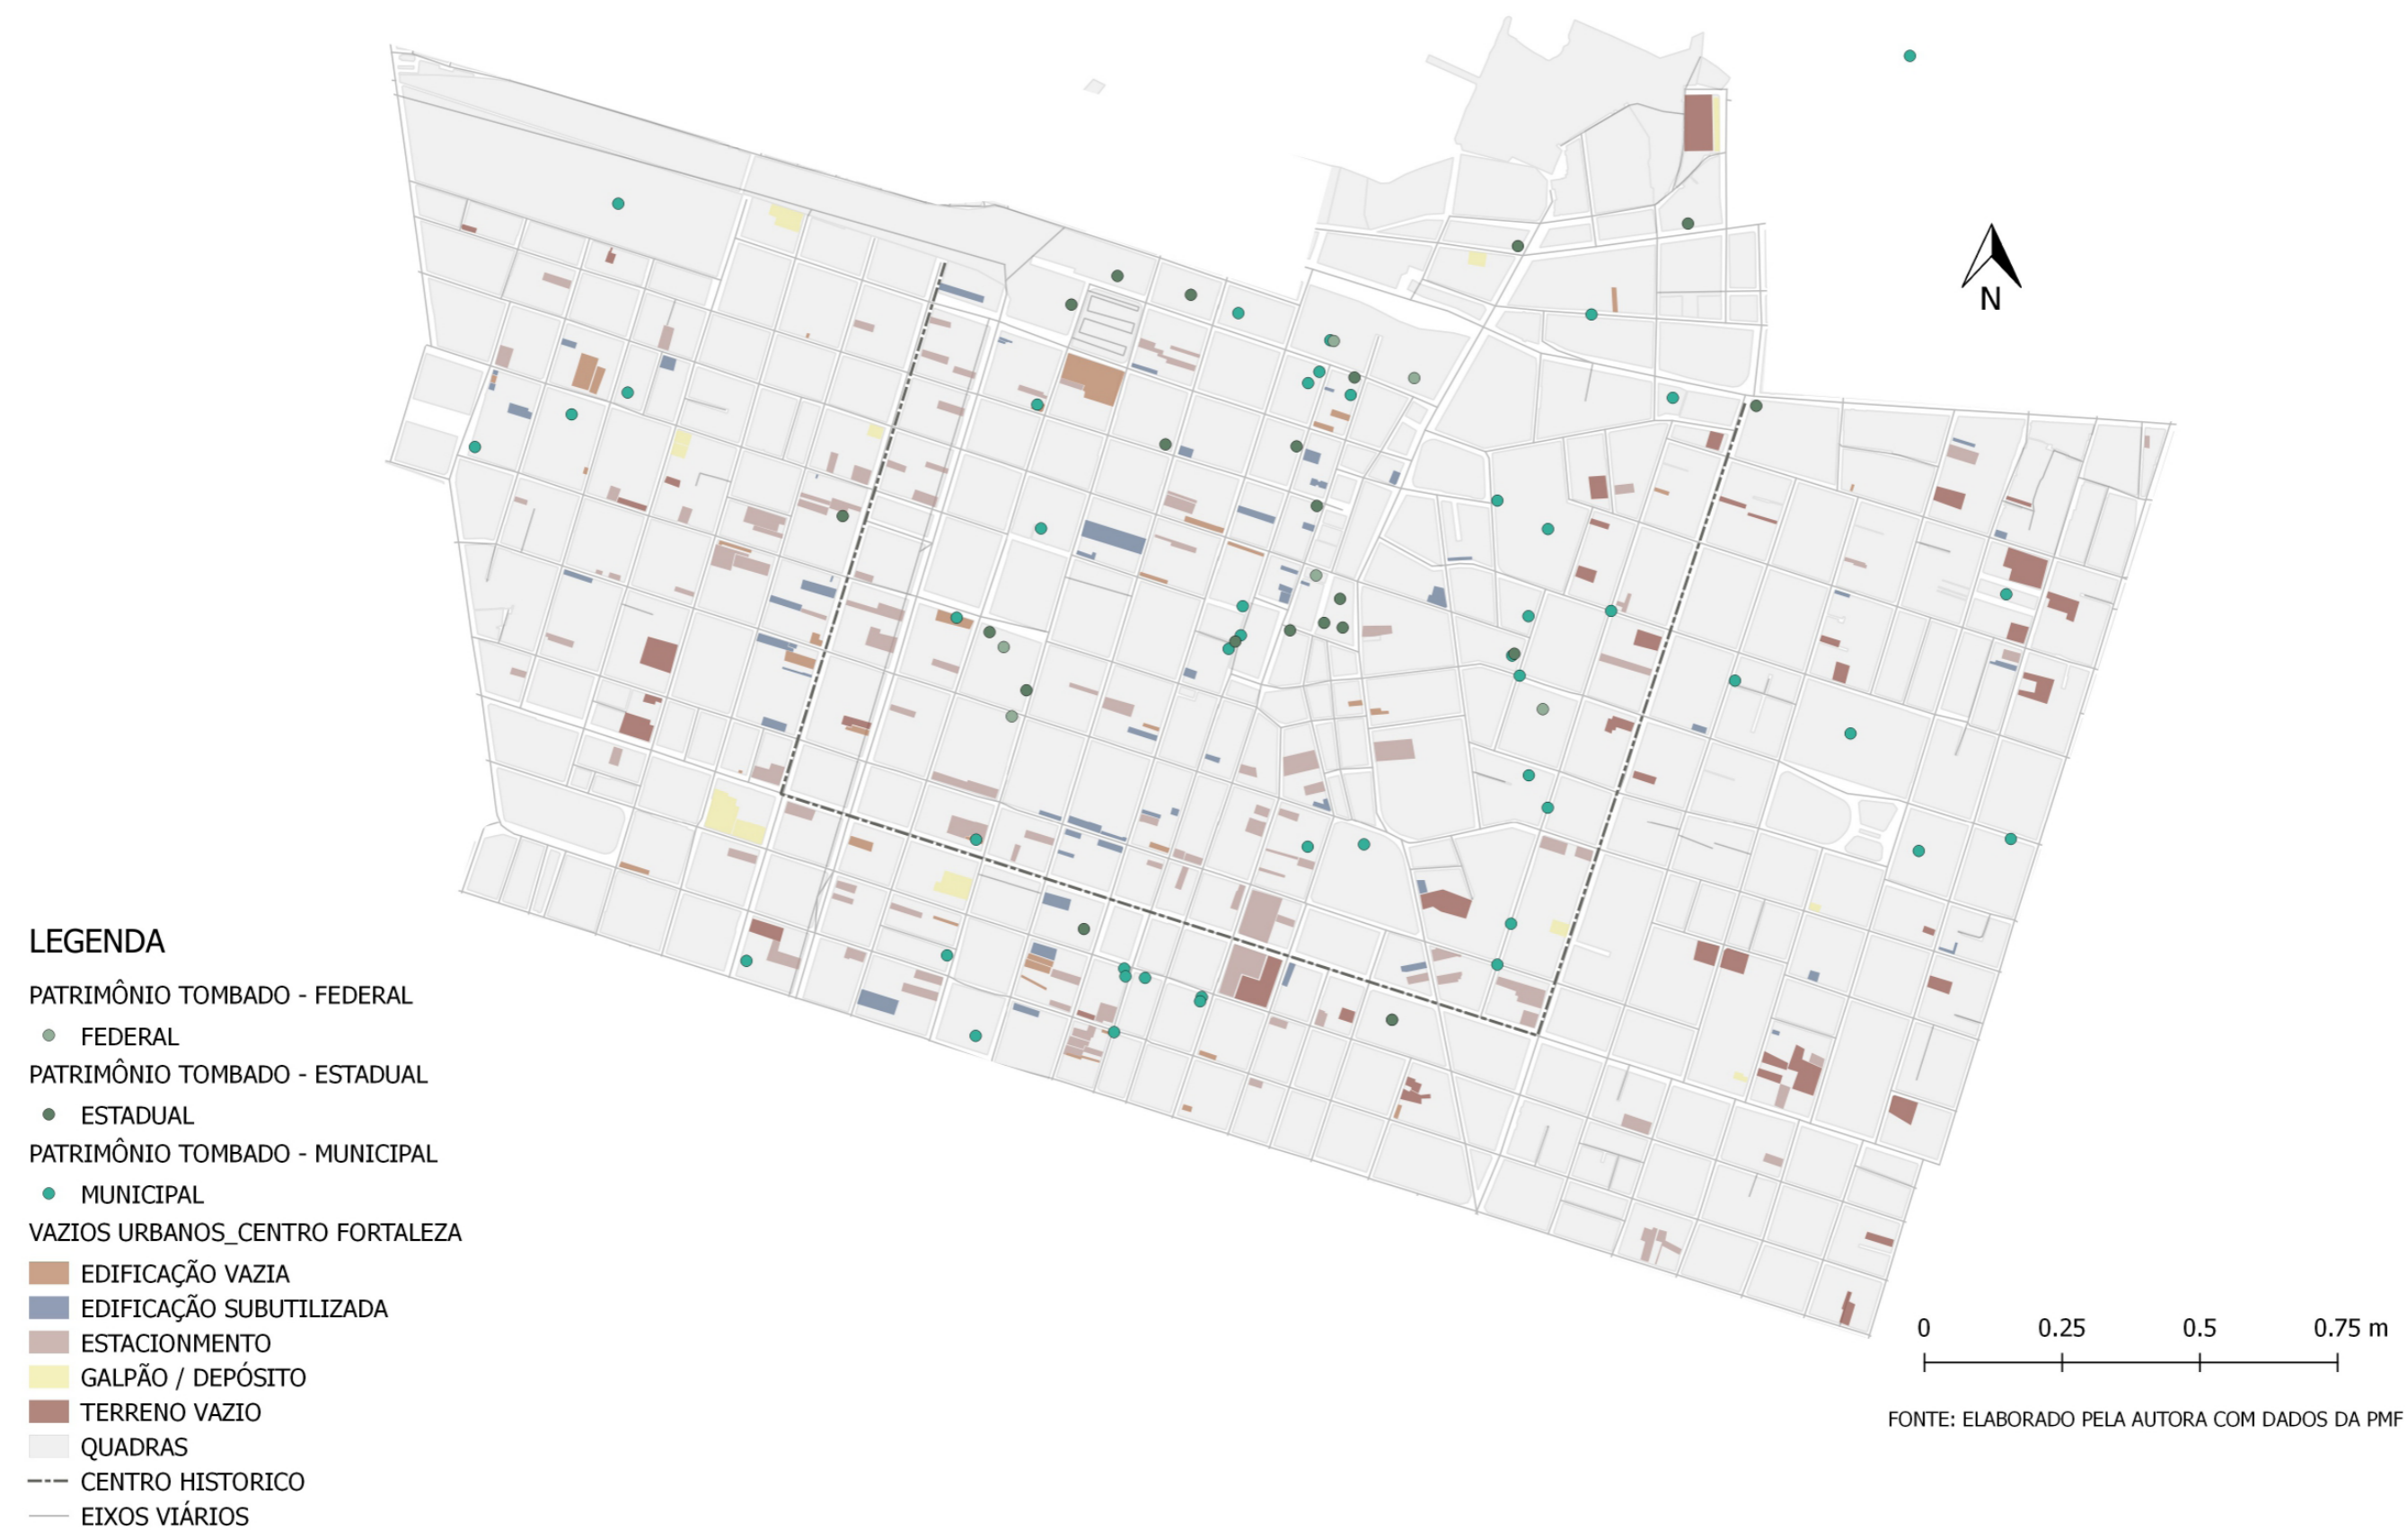 N
LEGENDA
PATRIMÔNIO TOMBADO - FEDERAL
FEDERAL
PATRIMÔNIO TOMBADO - ESTADUAL
ESTADUAL
PATRIMÔNIO TOMBADO - MUNICIPAL
MUNICIPAL
VAZIOS URBANOS_CENTRO FORTALEZA
EDIFICAÇÃO VAZIA
EDIFICAÇÃO SUBUTILIZADA
ESTACIONMENTO
GALPÃO / DEPÓSITO
TERRENO VAZIO
QUADRAS
CENTRO HISTORICO
EIXOS VIÁRIOS
0 0.25 0.5 0.75 m
FONTE: ELABORADO PELA AUTORA COM DADOS DA PMF